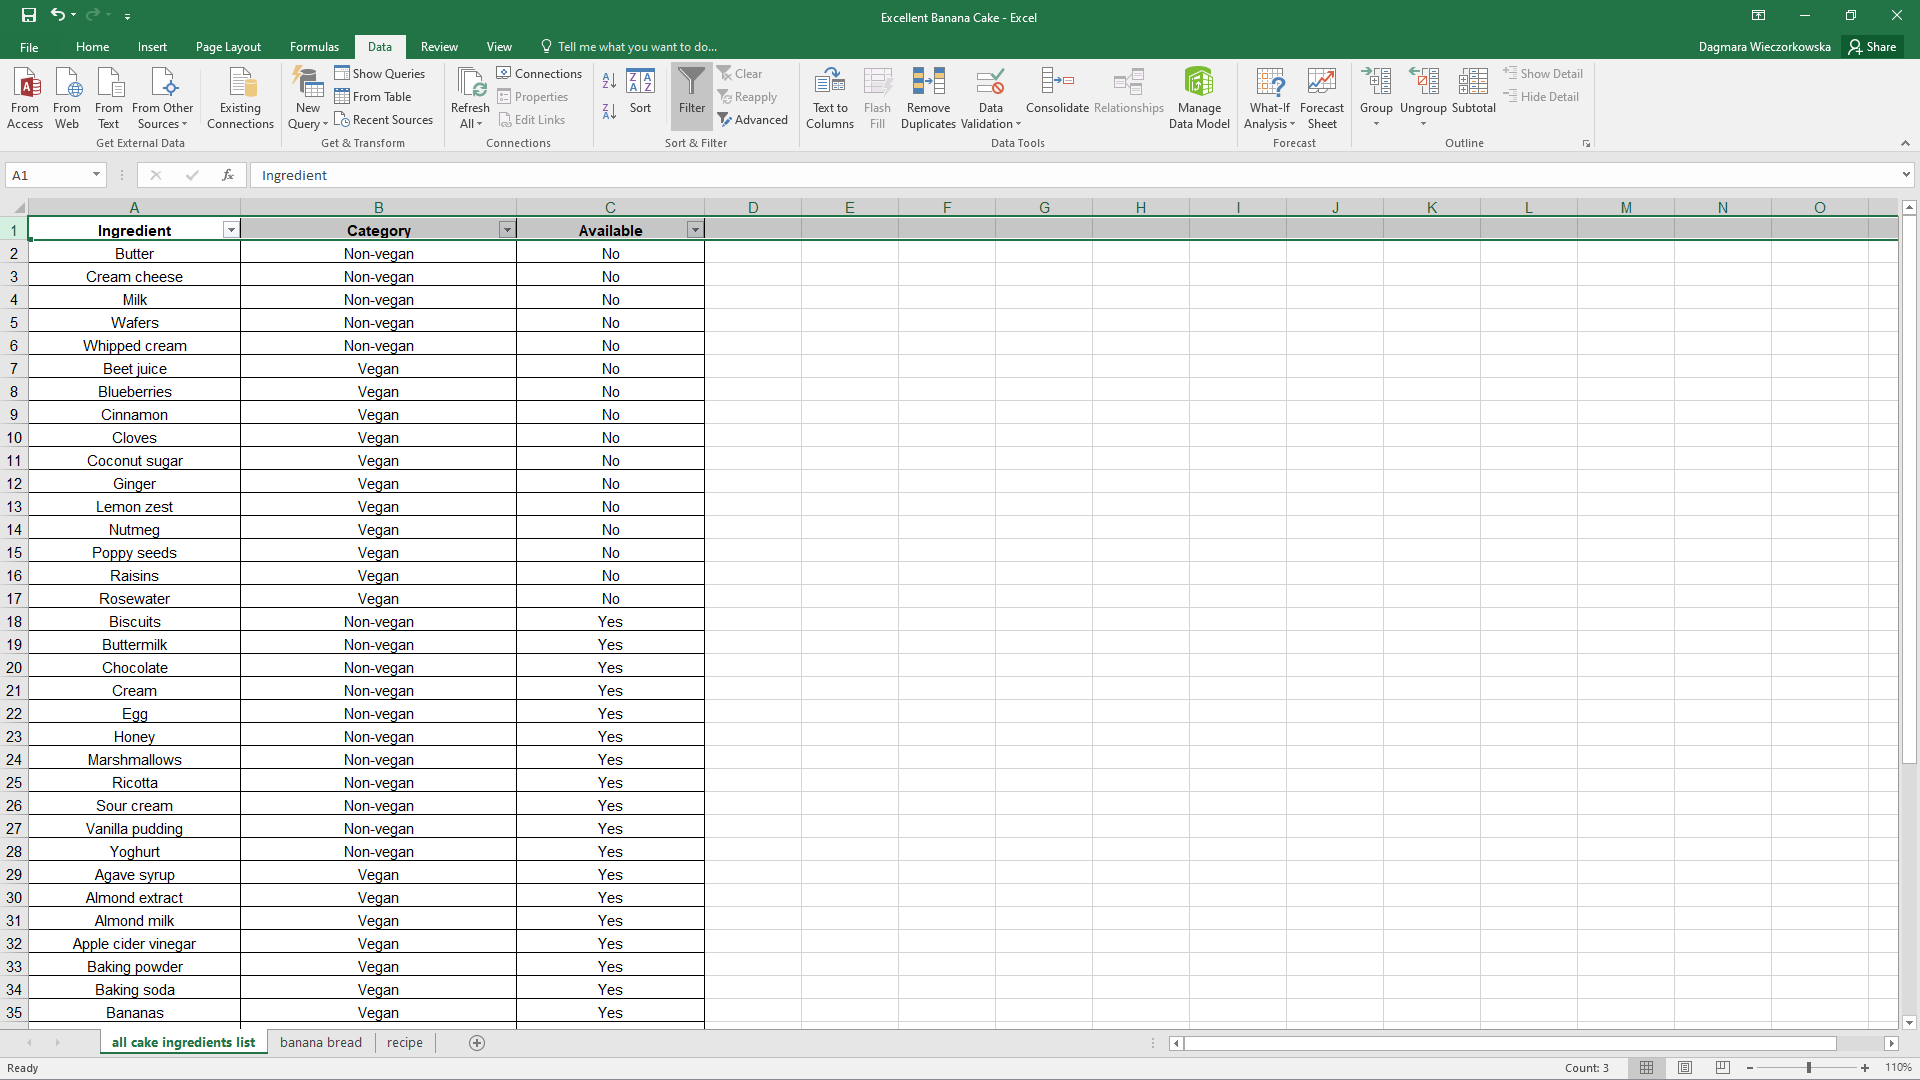 Excellent Banana Cake - Excel
File Home Insert Page Layout Formulas Data Review View Tell me what you want to do... Dagmara Wieczorkowska Share
From Access
From Web
From Text
From Other Sources
Existing Connections
Get External Data
New Query
Show Queries
From Table
Recent Sources
Get & Transform
Refresh All
Connections
Properties
Edit Links
Connections
Sort
Filter
Clear
Reapply
Advanced
Sort & Filter
Text to Columns
Flash Fill
Remove Duplicates
Data Validation
Consolidate
Relationships
Manage Data Model
Data Tools
What-If Analysis
Forecast Sheet
Forecast
Group
Ungroup
Subtotal
Show Detail
Hide Detail
Outline
A1 fx Ingredient
A B C D E F G H I J K L M N O
1 Ingredient Category Available
2 Butter Non-vegan No
3 Cream cheese Non-vegan No
4 Milk Non-vegan No
5 Wafers Non-vegan No
6 Whipped cream Non-vegan No
7 Beet juice Vegan No
8 Blueberries Vegan No
9 Cinnamon Vegan No
10 Cloves Vegan No
11 Coconut sugar Vegan No
12 Ginger Vegan No
13 Lemon zest Vegan No
14 Nutmeg Vegan No
15 Poppy seeds Vegan No
16 Raisins Vegan No
17 Rosewater Vegan No
18 Biscuits Non-vegan Yes
19 Buttermilk Non-vegan Yes
20 Chocolate Non-vegan Yes
21 Cream Non-vegan Yes
22 Egg Non-vegan Yes
23 Honey Non-vegan Yes
24 Marshmallows Non-vegan Yes
25 Ricotta Non-vegan Yes
26 Sour cream Non-vegan Yes
27 Vanilla pudding Non-vegan Yes
28 Yoghurt Non-vegan Yes
29 Agave syrup Vegan Yes
30 Almond extract Vegan Yes
31 Almond milk Vegan Yes
32 Apple cider vinegar Vegan Yes
33 Baking powder Vegan Yes
34 Baking soda Vegan Yes
35 Bananas Vegan Yes
all cake ingredients list banana bread recipe
Ready Count: 3 110%